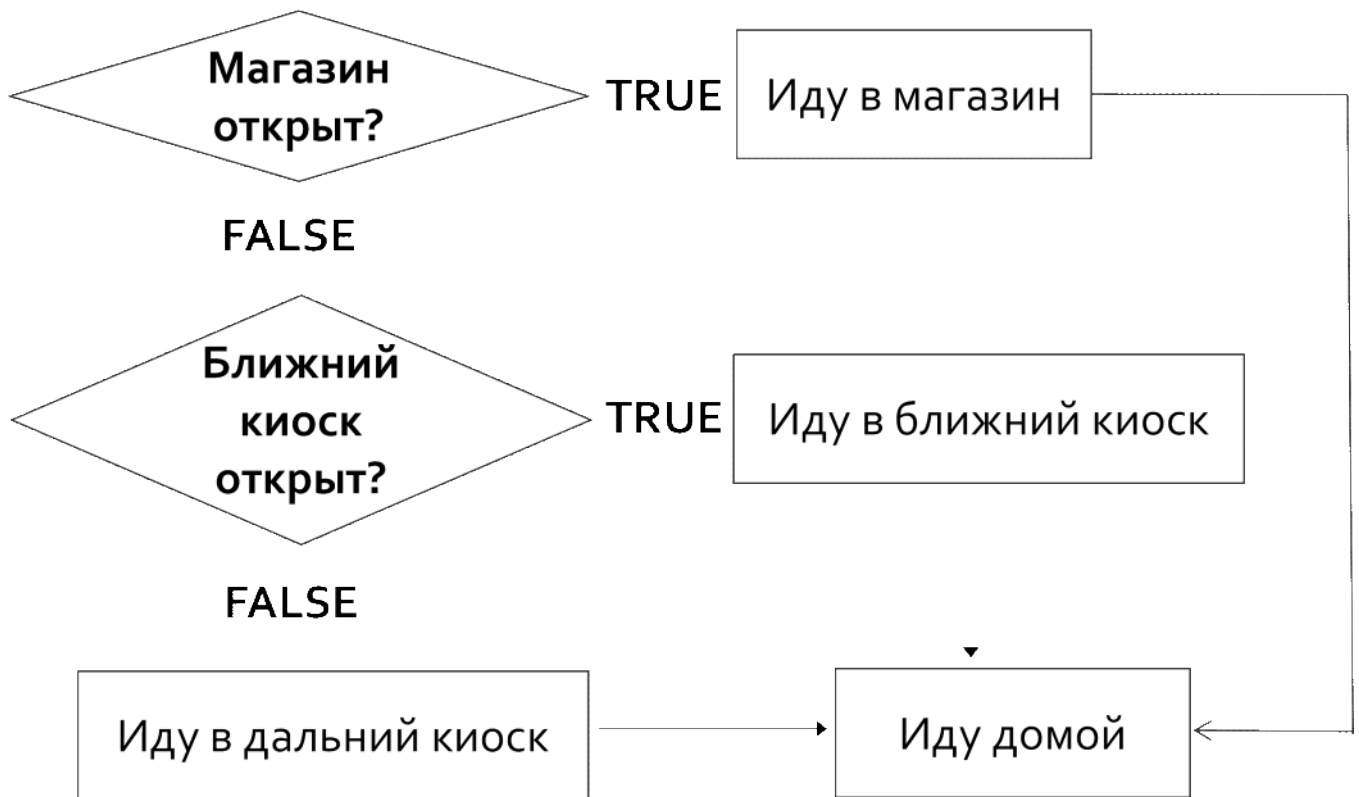 Магазин
открыт?
TRUE
Иду в магазин
FALSE
Ближний
киоск
открыт?
TRUE
Иду в ближний киоск
FALSE
Иду в дальний киоск
Иду домой